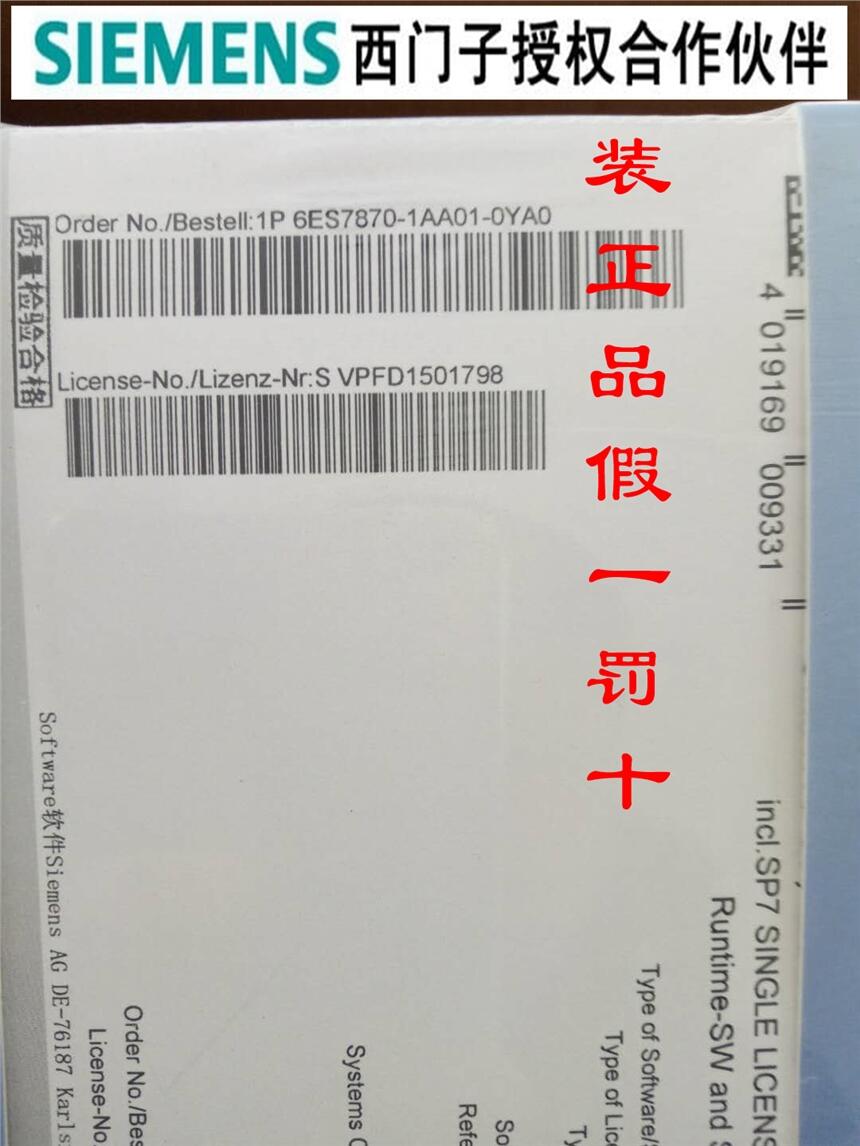 SIEMENS 西门子授权合作伙伴
装正品假一罚十
Order No./Bestell:1P 6ES7870-1AA01-0YA0
质量检验合格
License-No./Lizenz-Nr:S VPFD1501798
4 019169 009331
incl.SP7 SINGLE LICENS
Runtime-SW and
Type of Software/
Type of Lic
Ty
So
Refe
Systems
Order No./Bes
License-No.
Software软件Siemens AG DE-76187 Karls